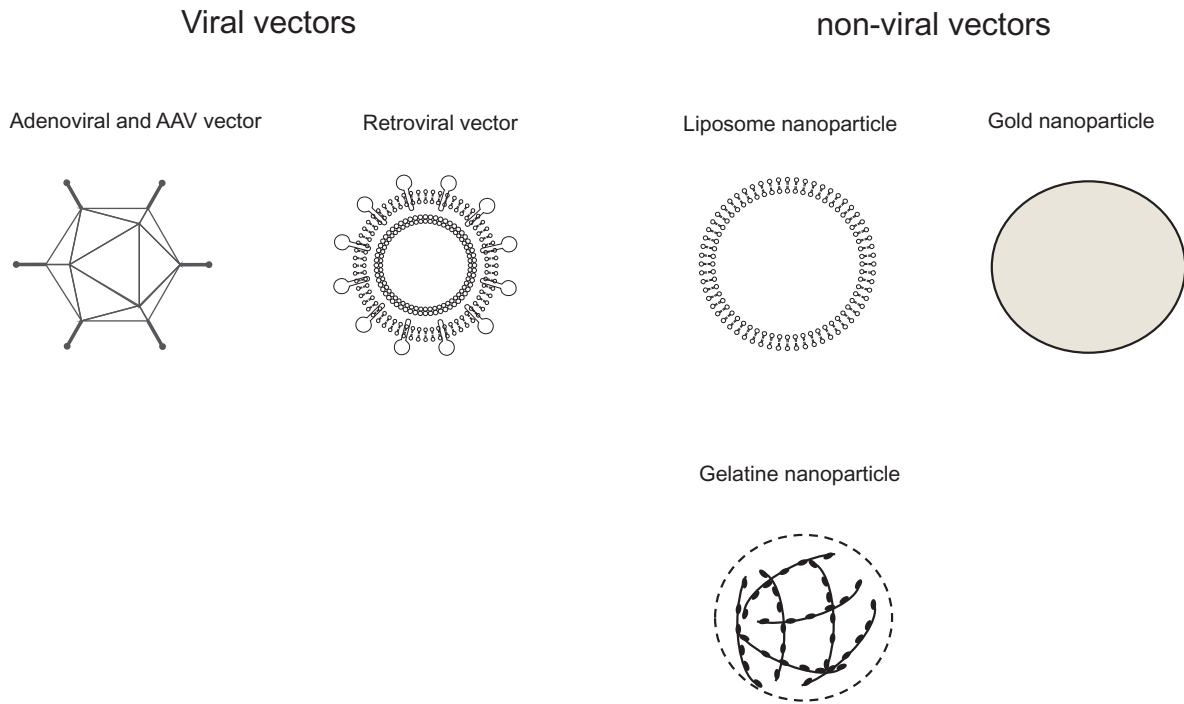 Viral vectors
non-viral vectors
Adenoviral and AAV vector
Retroviral vector
Liposome nanoparticle
Gold nanoparticle
Gelatine nanoparticle